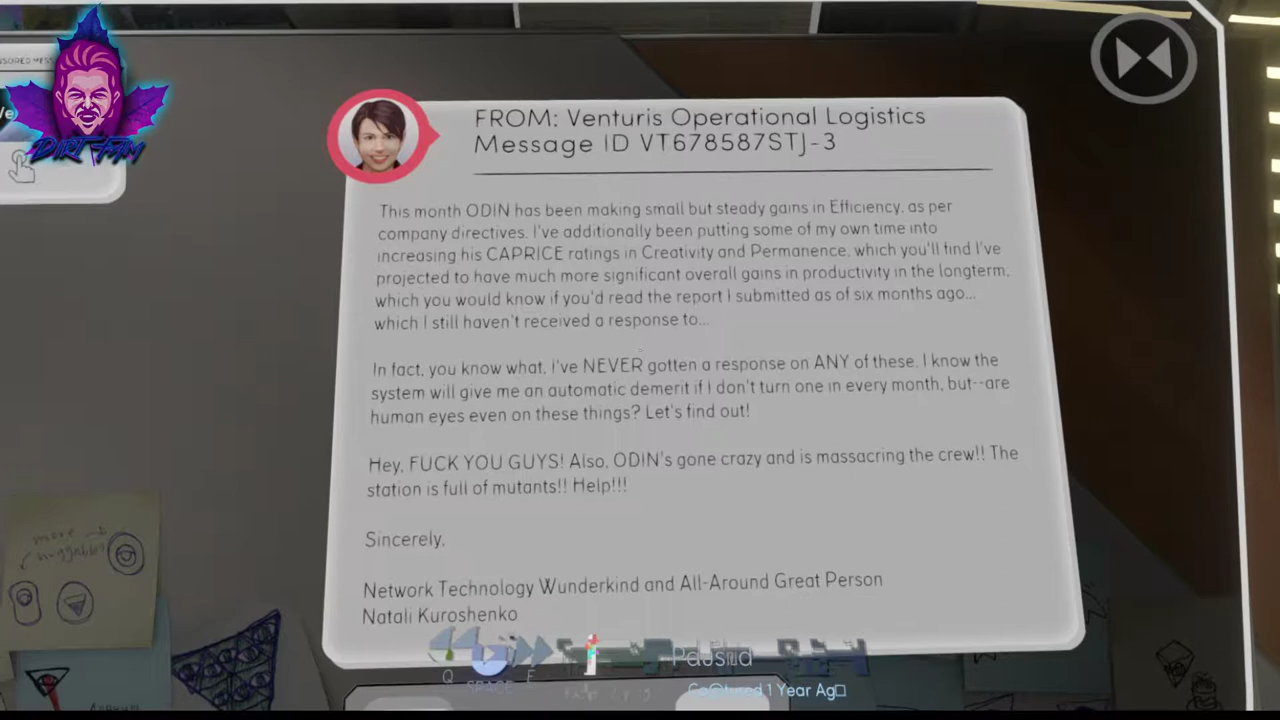 DIRT FAM
FROM: Venturis Operational Logistics
Message ID VT678587STJ-3
This month ODIN has been making small but steady gains in Efficiency, as per
company directives. I've additionally been putting some of my own time into
increasing his CAPRICE ratings in Creativity and Permanence, which you'll find I've
projected to have much more significant overall gains in productivity in the longterm,
which you would know if you'd read the report I submitted as of six months ago...
which I still haven't received a response to...
In fact, you know what, I've NEVER gotten a response on ANY of these. I know the
system will give me an automatic demerit if I don't turn one in every month, but--are
human eyes even on these things? Let's find out!
Hey, FUCK YOU GUYS! Also, ODIN's gone crazy and is massacring the crew!! The
station is full of mutants!! Help!!!
Sincerely,
Network Technology Wunderkind and All-Around Great Person
Natali Kuroshenko
more
Q SPACE E
1 Year